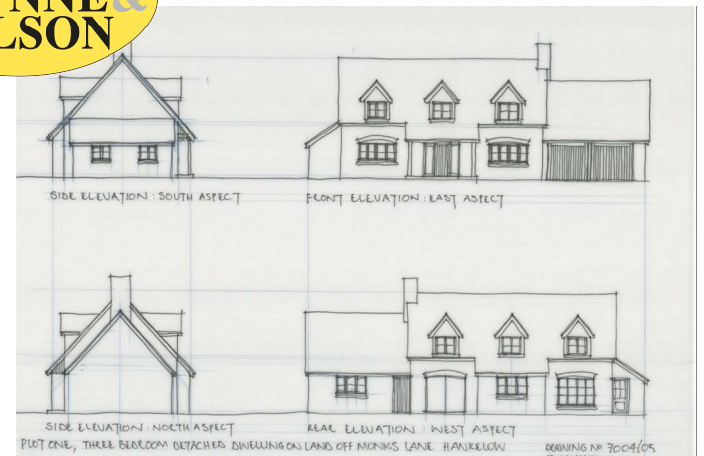 NNE&
LSON
SIDE ELEVATION : SOUTH ASPECT
FRONT ELEVATION : EAST ASPECT
SIDE ELEVATION : NORTH ASPECT
REAR ELEVATION : WEST ASPECT
PLOT ONE, THREE BEDROOM DETACHED DWELLING ON LAND OFF MONKS LANE HANKELOW
DRAWING No 7004/05